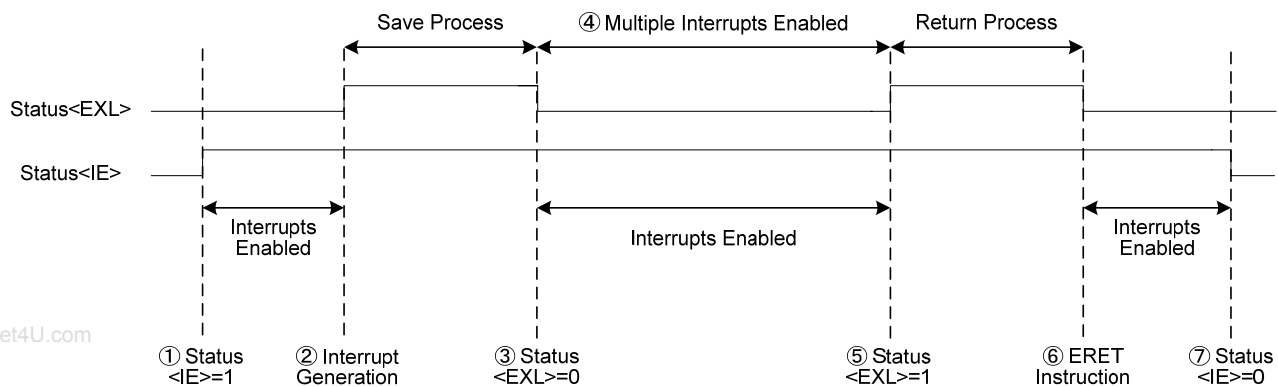 Save Process
④ Multiple Interrupts Enabled
Return Process
Status<EXL>
Status<IE>
Interrupts
Enabled
Interrupts Enabled
Interrupts
Enabled
et4U.com
① Status
<IE>=1
② Interrupt
Generation
③ Status
<EXL>=0
⑤ Status
<EXL>=1
⑥ ERET
Instruction
⑦ Status
<IE>=0